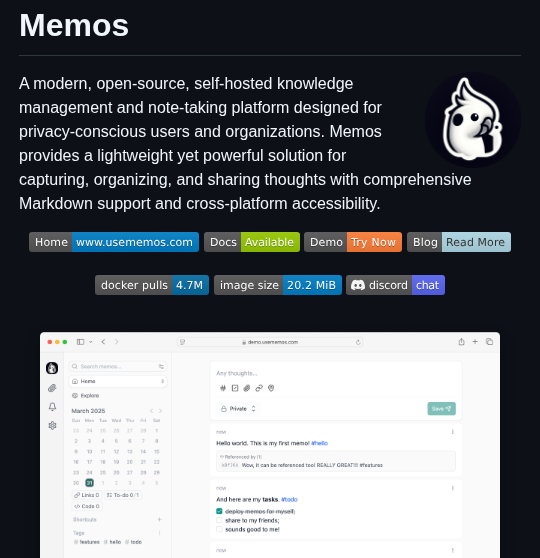 Memos
A modern, open-source, self-hosted knowledge
management and note-taking platform designed for
privacy-conscious users and organizations. Memos
provides a lightweight yet powerful solution for
capturing, organizing, and sharing thoughts with comprehensive
Markdown support and cross-platform accessibility.
Home www.usememos.com Docs Available Demo Try Now Blog Read More
docker pulls 4.7M image size 20.2 MiB discord chat
demo.usememos.com
Search memos...
Home
Explore
March 2025
Sun Mon Tue Wed Thu Fri Sat
23 24 25 26 27 28 1
2 3 4 5 6 7 8
9 10 11 12 13 14 15
16 17 18 19 20 21 22
23 24 25 26 27 28 29
30 31 1 2 3 4 5
Links 0 To-do 0/1
Code 0
Shortcuts
Tags
features hello todo
Any thoughts...
Private Save
now
Hello world. This is my first memo! #hello
Referenced by (1)
Wow, it can be referenced too! REALLY GREAT!!! #features
now
And here are my tasks. #todo
deploy memos for myself;
share to my friends;
sounds good to me!
now